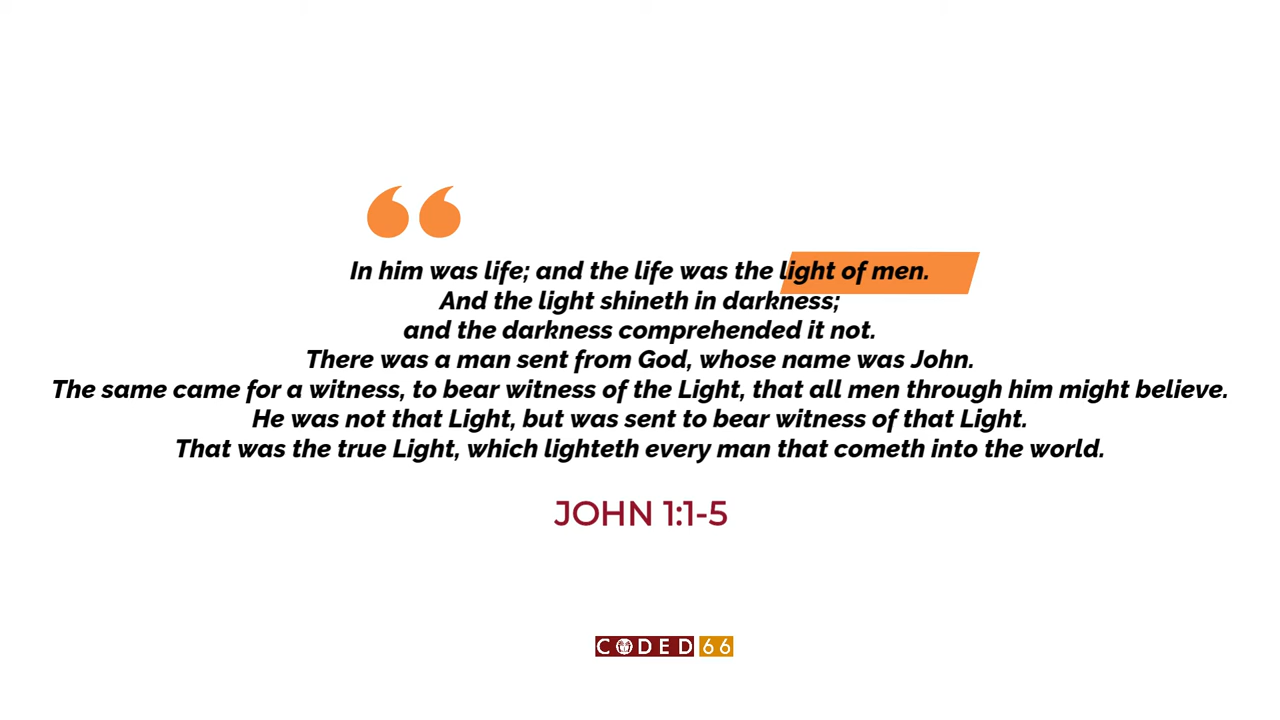 In him was life; and the life was the light of men.
And the light shineth in darkness;
and the darkness comprehended it not.
There was a man sent from God, whose name was John.
The same came for a witness, to bear witness of the Light, that all men through him might believe.
He was not that Light, but was sent to bear witness of that Light.
That was the true Light, which lighteth every man that cometh into the world.
JOHN 1:1-5
CODED 66